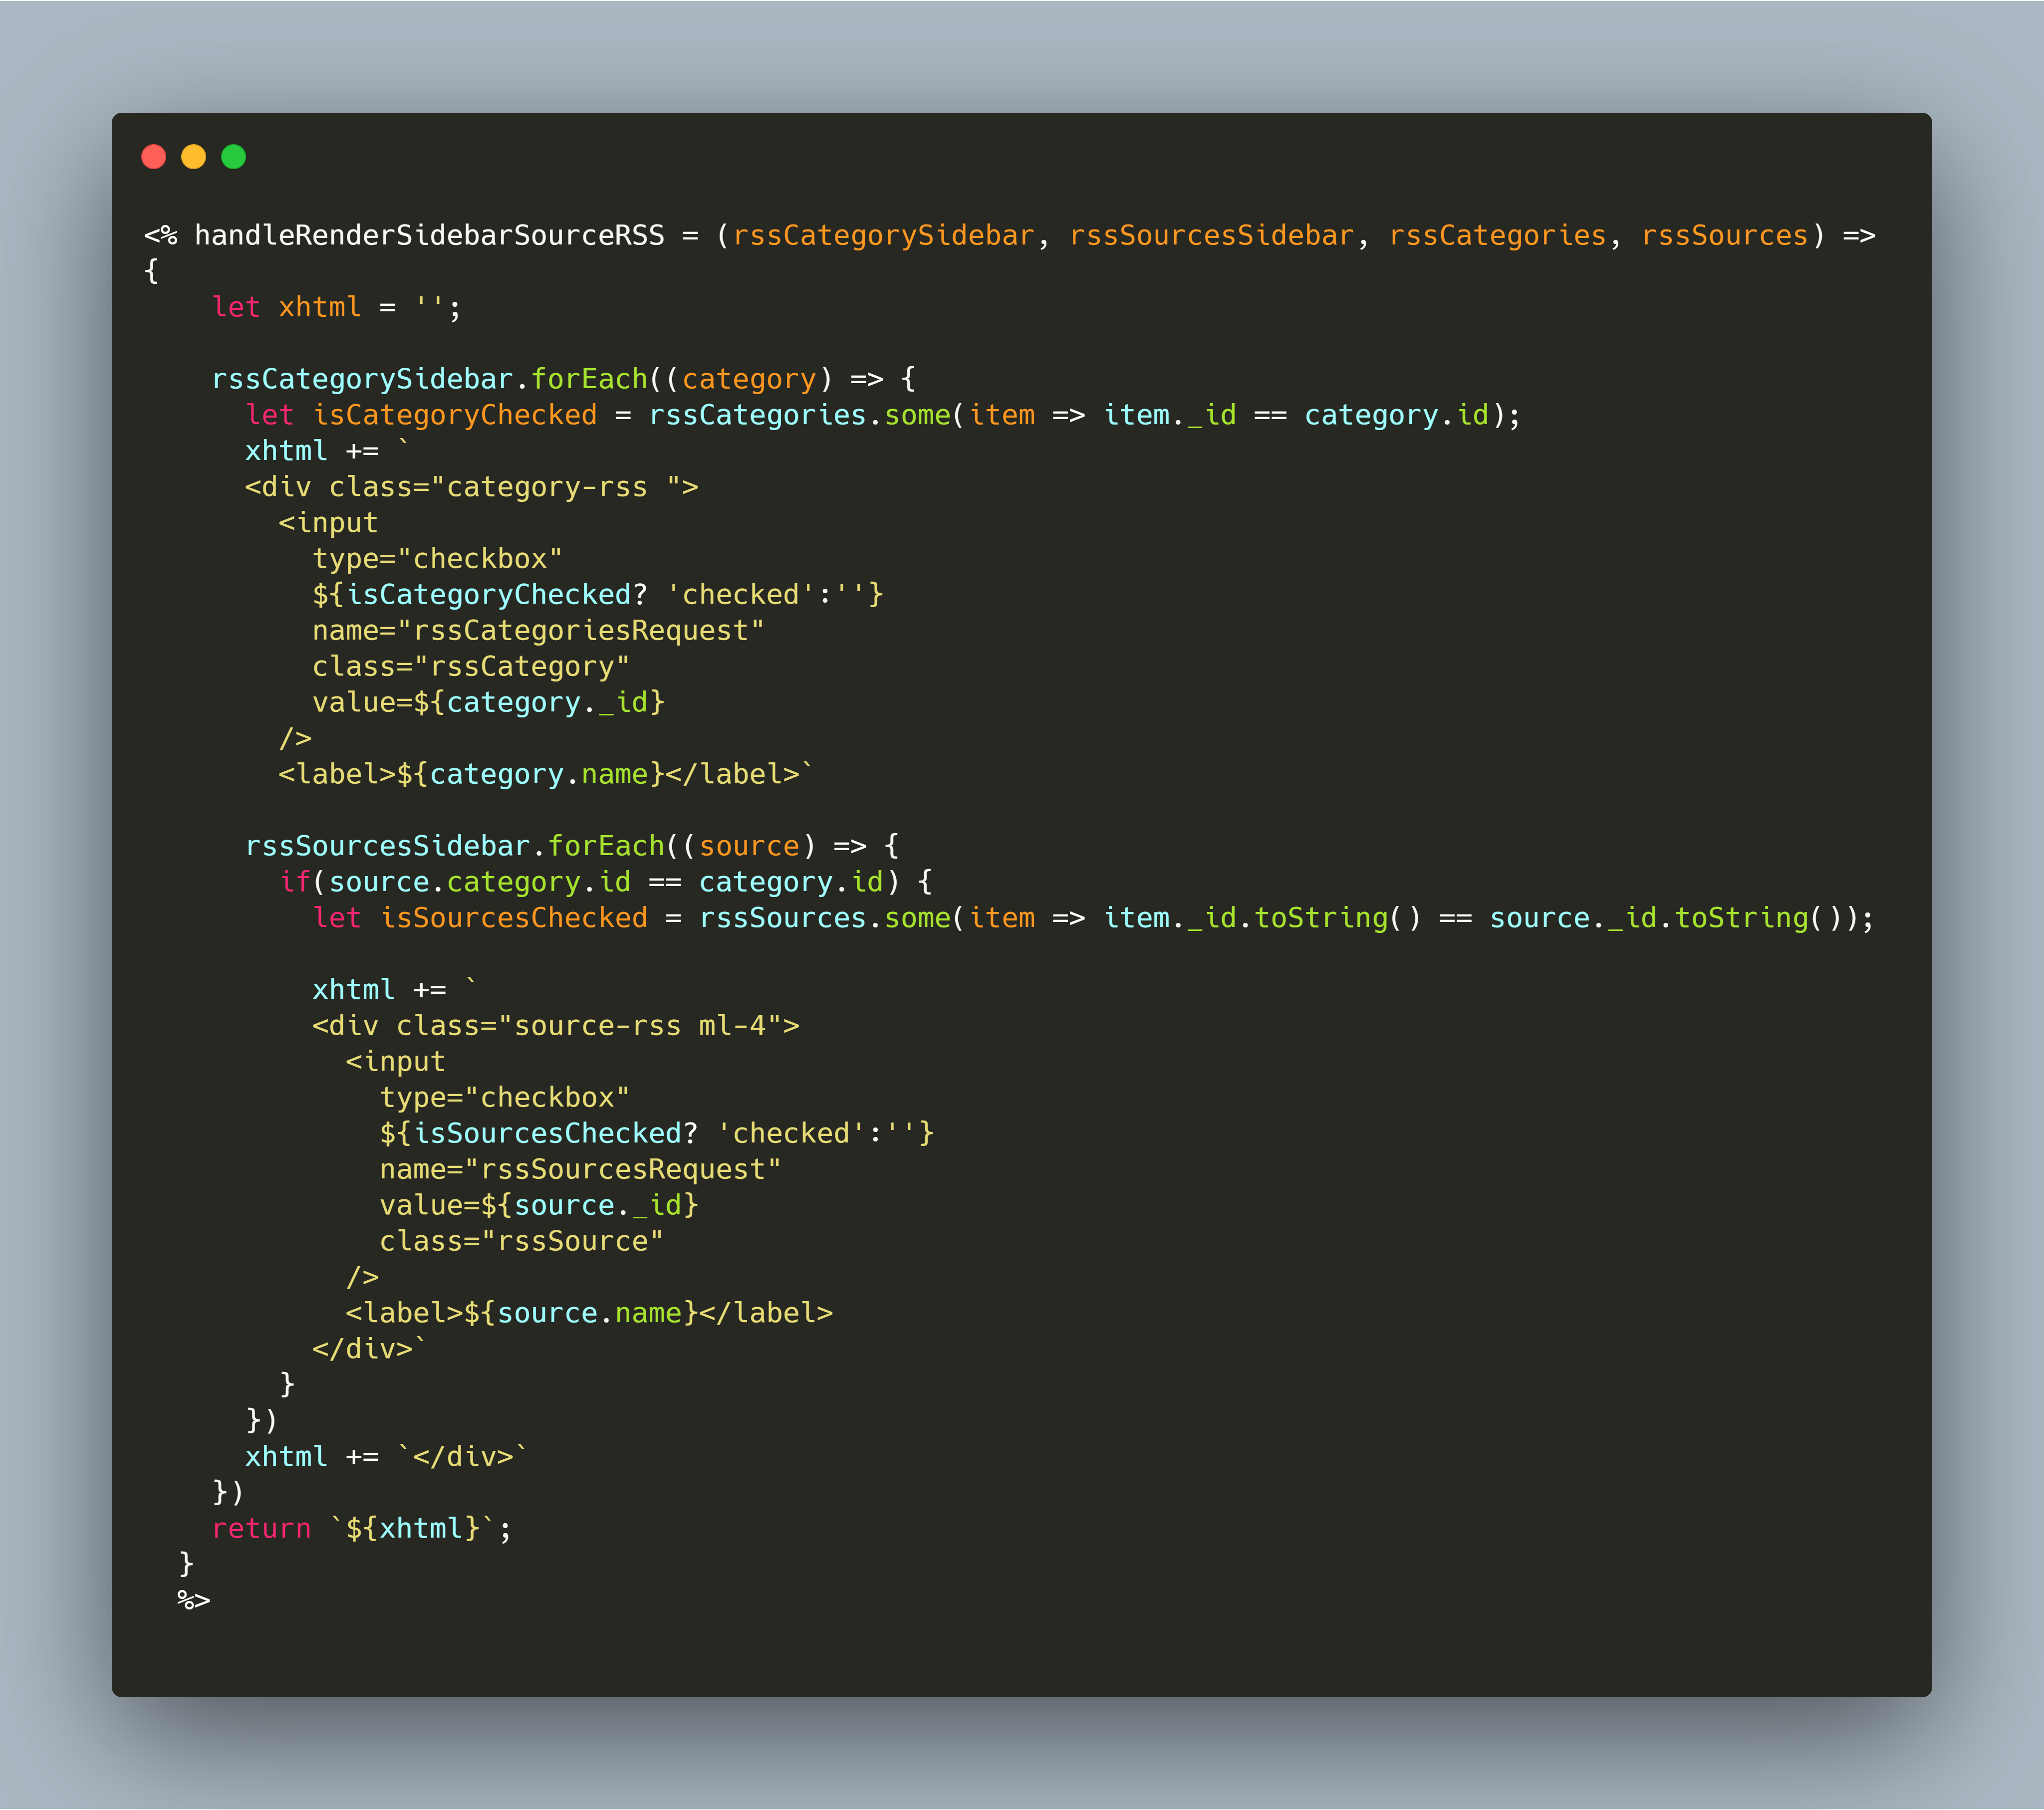 <% handleRenderSidebarSourceRSS = (rssCategorySidebar, rssSourcesSidebar, rssCategories, rssSources) =>
{
    let xhtml = '';

    rssCategorySidebar.forEach((category) => {
      let isCategoryChecked = rssCategories.some(item => item._id == category.id);
      xhtml += `
      <div class="category-rss ">
        <input
          type="checkbox"
          ${isCategoryChecked? 'checked':''}
          name="rssCategoriesRequest"
          class="rssCategory"
          value=${category._id}
        />
        <label>${category.name}</label>`

      rssSourcesSidebar.forEach((source) => {
        if(source.category.id == category.id) {
          let isSourcesChecked = rssSources.some(item => item._id.toString() == source._id.toString());

          xhtml += `
          <div class="source-rss ml-4">
            <input
              type="checkbox"
              ${isSourcesChecked? 'checked':''}
              name="rssSourcesRequest"
              value=${source._id}
              class="rssSource"
            />
            <label>${source.name}</label>
          </div>`
        }
      })
      xhtml += `</div>`
    })
    return `${xhtml}`;
  }
  %>